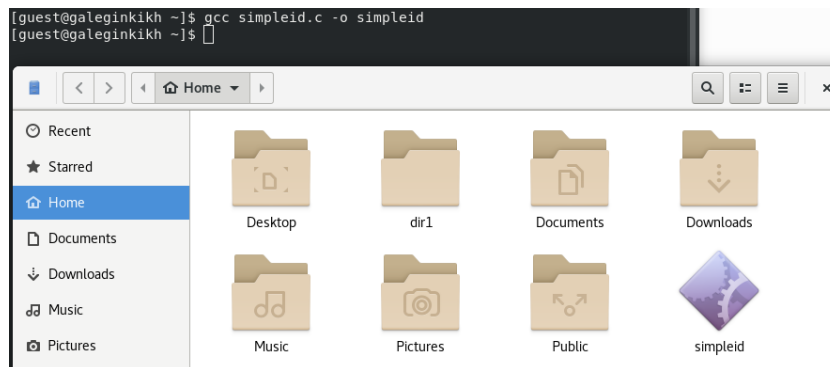 [guest@galeginkikh ~]$ gcc simpleid.c -o simpleid
[guest@galeginkikh ~]$
Home
Recent
Starred
Home
Documents
Downloads
Music
Pictures
Desktop
dir1
Documents
Downloads
Music
Pictures
Public
simpleid